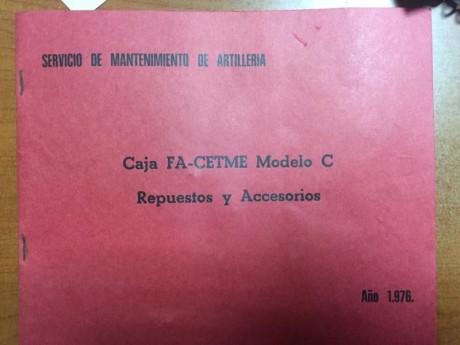 SERVICIO DE MANTENIMIENTO DE ARTILLERIA
Caja FA-CETME Modelo C
Repuestos y Accesorios
Año 1.976.